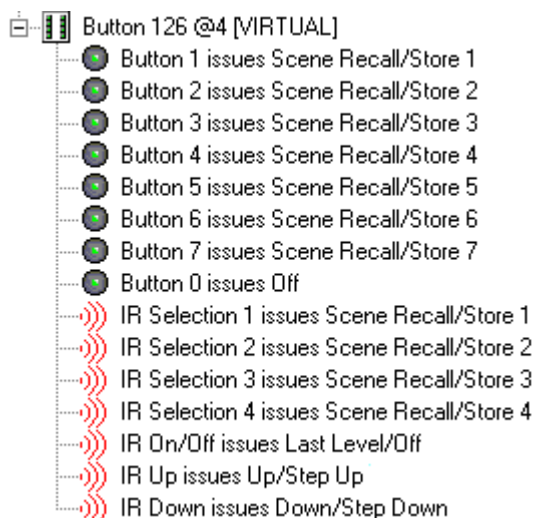 Button 126 @4 [VIRTUAL]
Button 1 issues Scene Recall/Store 1
Button 2 issues Scene Recall/Store 2
Button 3 issues Scene Recall/Store 3
Button 4 issues Scene Recall/Store 4
Button 5 issues Scene Recall/Store 5
Button 6 issues Scene Recall/Store 6
Button 7 issues Scene Recall/Store 7
Button 0 issues Off
IR Selection 1 issues Scene Recall/Store 1
IR Selection 2 issues Scene Recall/Store 2
IR Selection 3 issues Scene Recall/Store 3
IR Selection 4 issues Scene Recall/Store 4
IR On/Off issues Last Level/Off
IR Up issues Up/Step Up
IR Down issues Down/Step Down